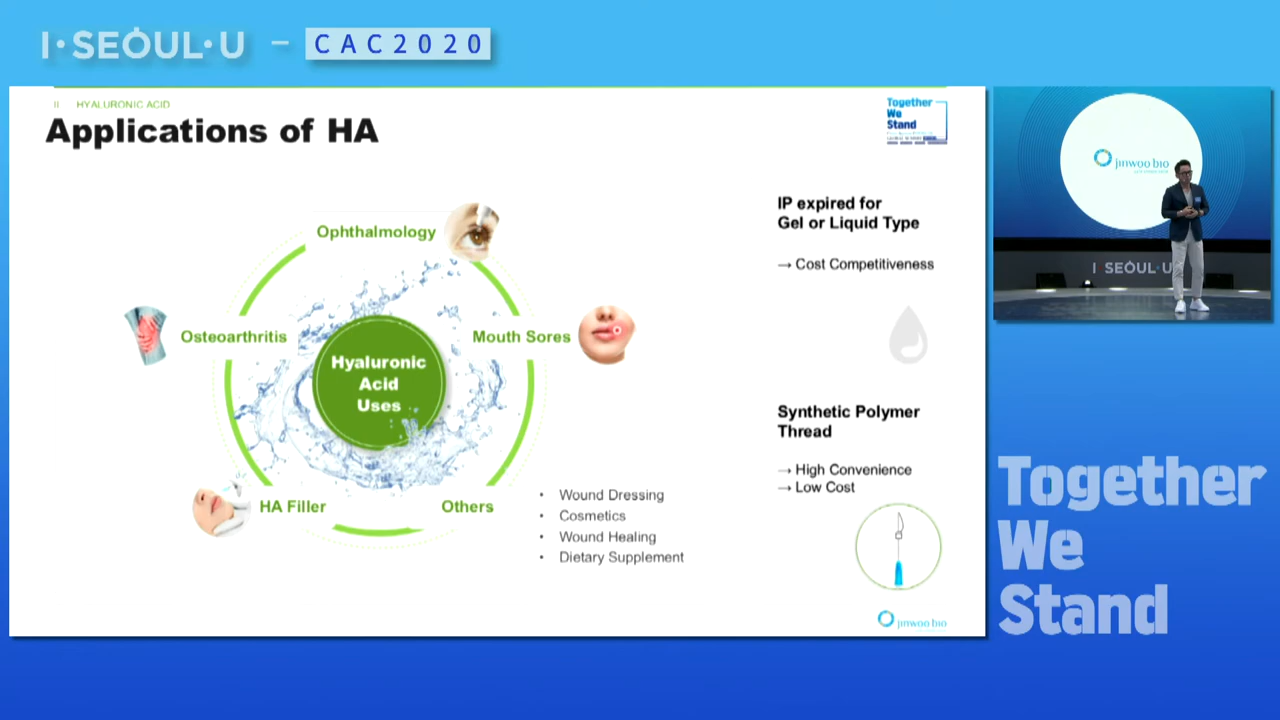 I·SEOUL·U – CAC2020
II HYALURONIC ACID
Applications of HA
Together
We
Stand
Ophthalmology
Osteoarthritis
Mouth Sores
Hyaluronic
Acid
Uses
HA Filler
Others
• Wound Dressing
• Cosmetics
• Wound Healing
• Dietary Supplement
IP expired for
Gel or Liquid Type
→ Cost Competitiveness
Synthetic Polymer
Thread
→ High Convenience
→ Low Cost
jinwoo bio
jinwoo bio
I SEOUL·U
Together
We
Stand